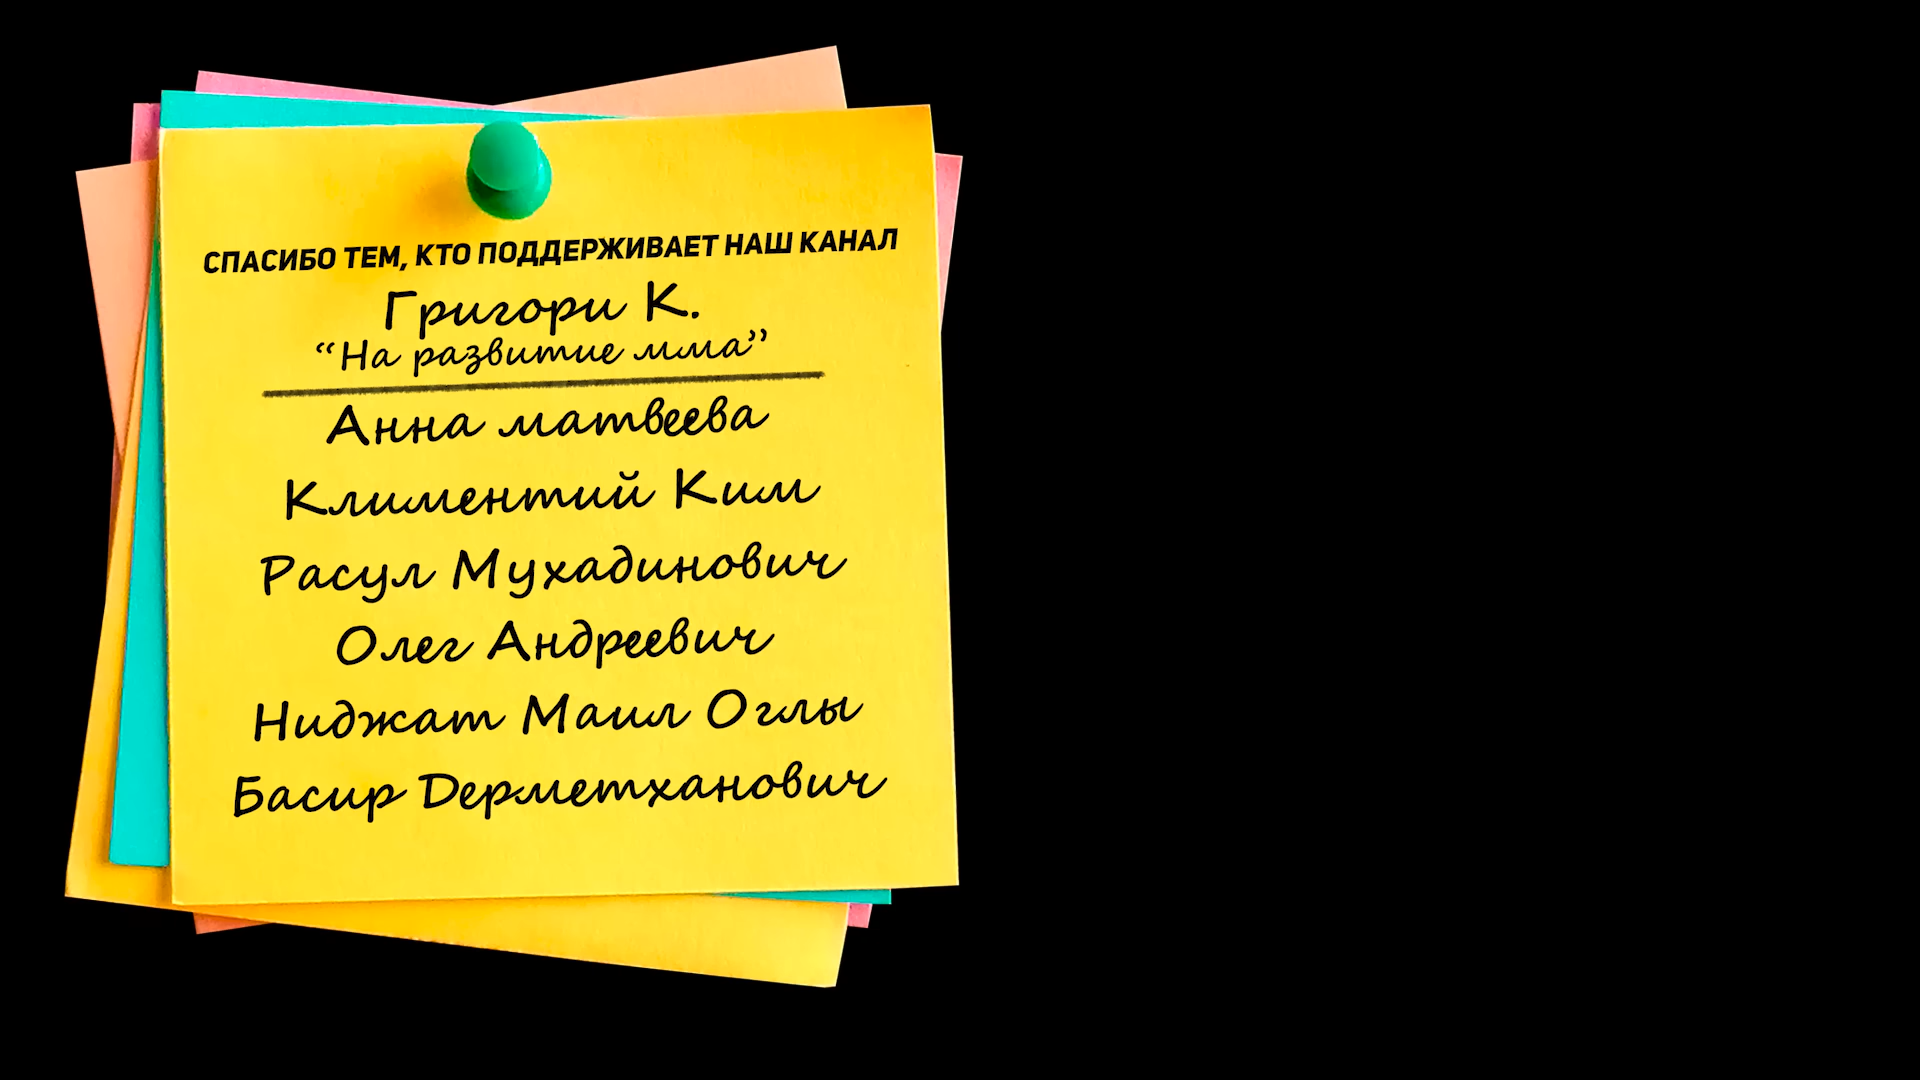 СПАСИБО ТЕМ, КТО ПОДДЕРЖИВАЕТ НАШ КАНАЛ
Григори К.
“На развитие мма”
Анна матвеева
Климентий Ким
Расул Мухадинович
Олег Андреевич
Ниджат Маил Оглы
Басир Дерметханович